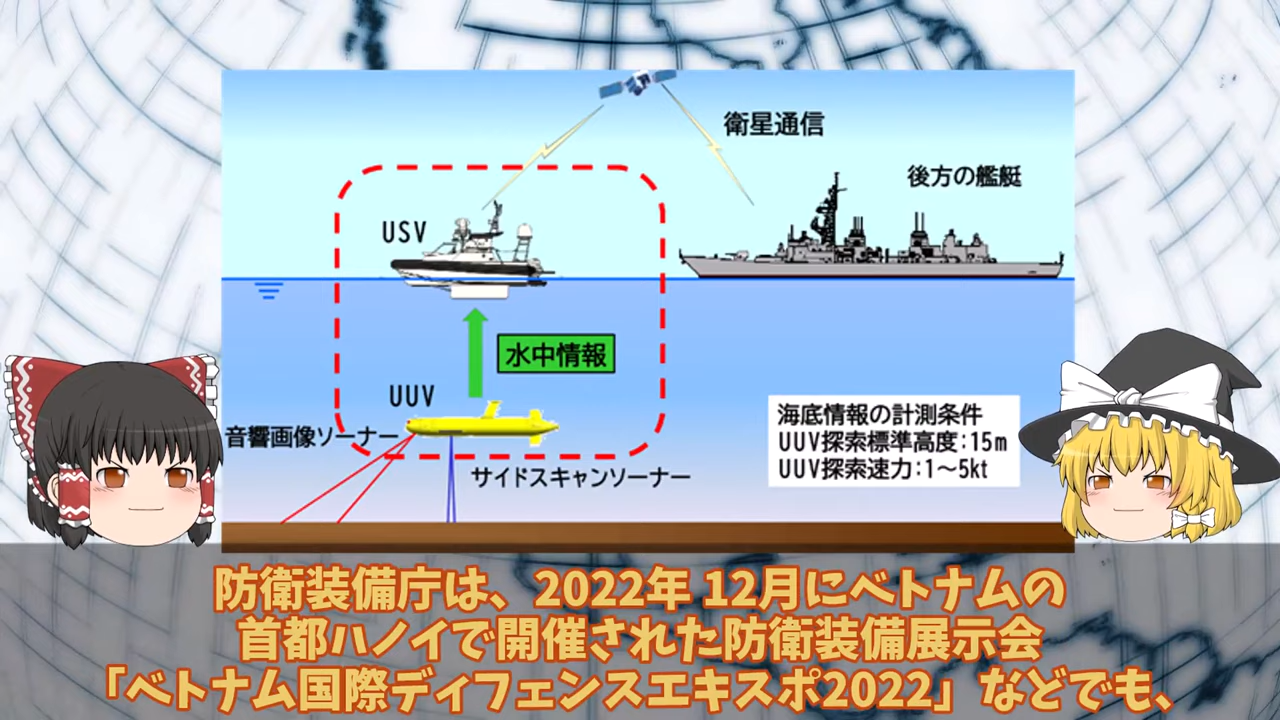 衛星通信
後方の艦艇
USV
水中情報
UUV
音響画像ソーナー
サイドスキャンソーナー
海底情報の計測条件
UUV探索標準高度:15m
UUV探索速力:1～5kt
防衛装備庁は、2022年 12月にベトナムの
首都ハノイで開催された防衛装備展示会
「ベトナム国際ディフェンスエキスポ2022」などでも、